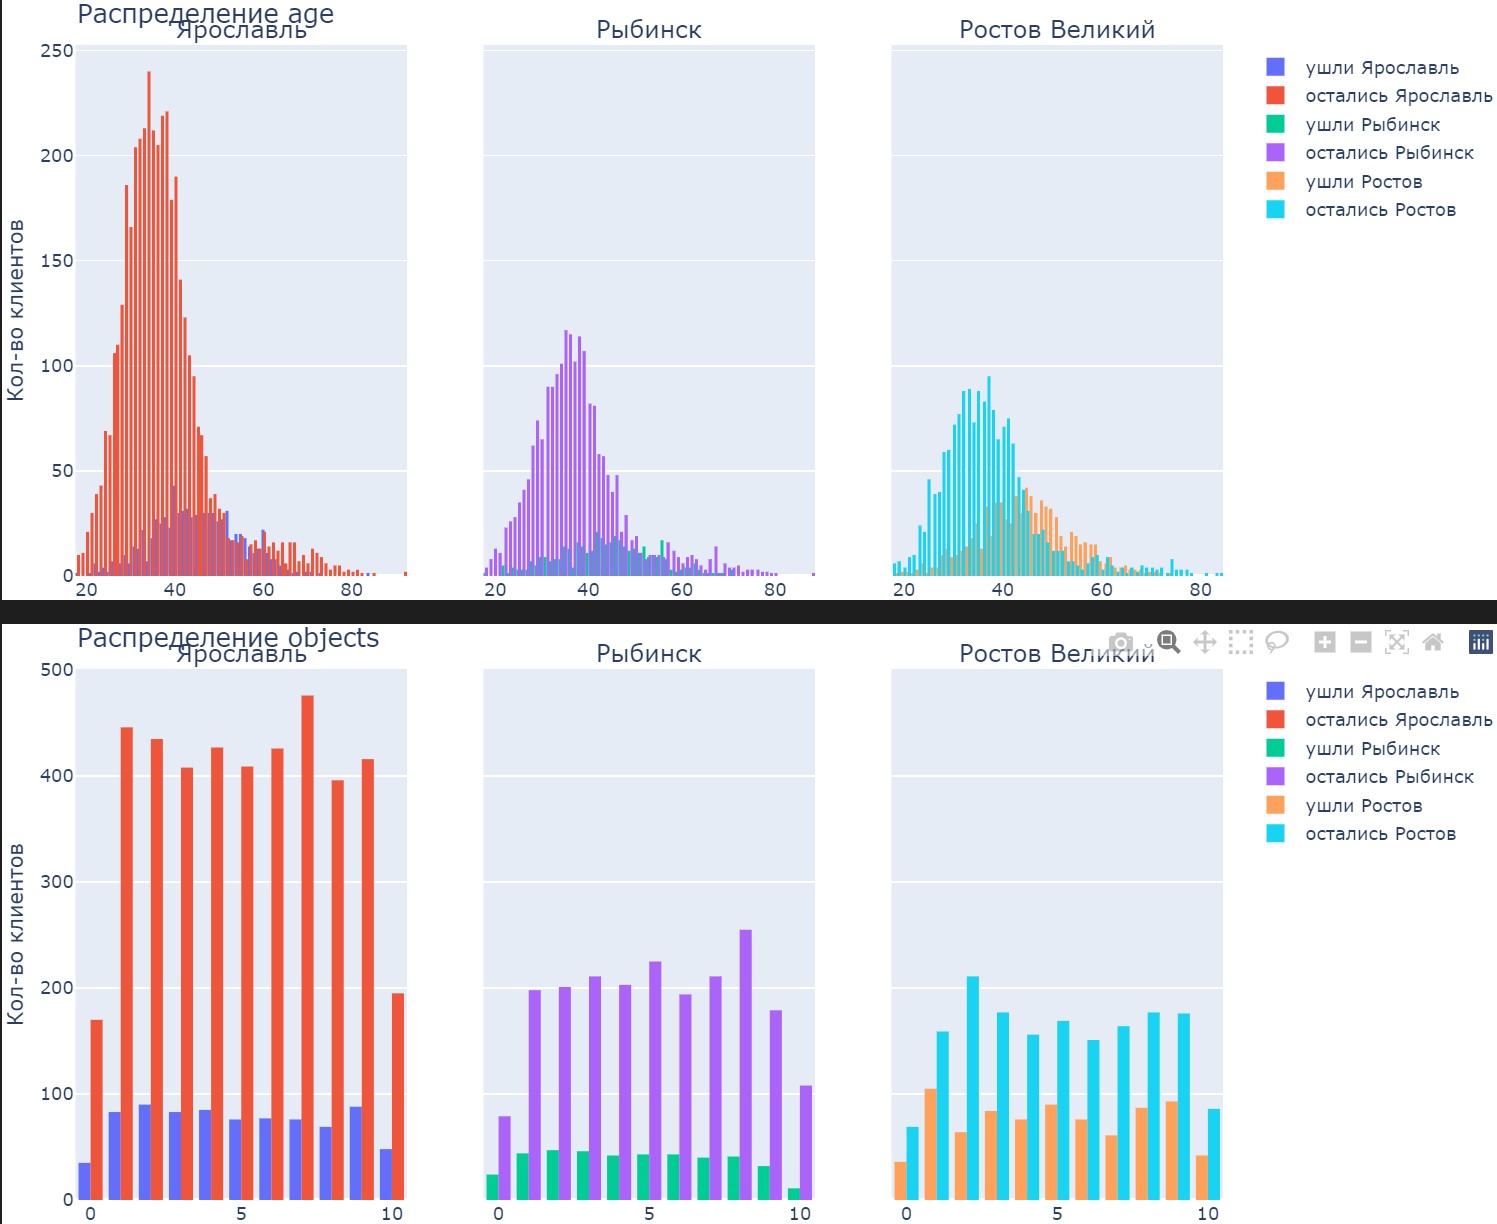 Распределение age
Ярославль
Рыбинск
Ростов Великий
Кол-во клиентов
250
200
150
100
50
0
20 40 60 80
20 40 60 80
20 40 60 80
ушли Ярославль
остались Ярославль
ушли Рыбинск
остались Рыбинск
ушли Ростов
остались Ростов
Распределение objects
Ярославль
Рыбинск
Ростов Великий
Кол-во клиентов
500
400
300
200
100
0
0 5 10
0 5 10
0 5 10
ушли Ярославль
остались Ярославль
ушли Рыбинск
остались Рыбинск
ушли Ростов
остались Ростов